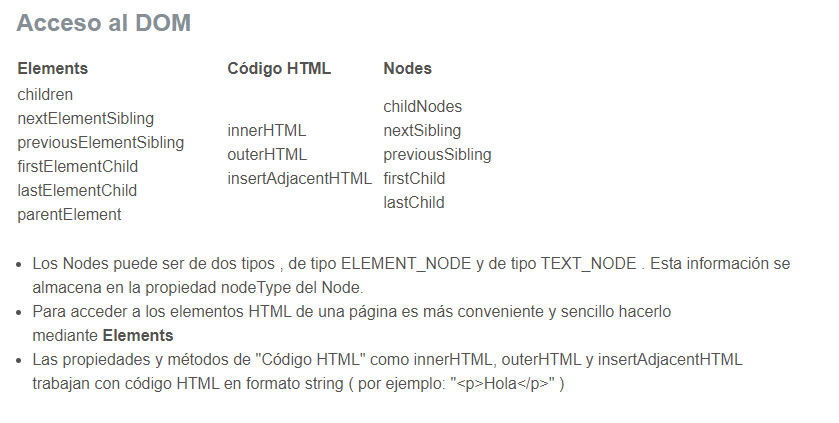 Acceso al DOM
Elements
children
nextElementSibling
previousElementSibling
firstElementChild
lastElementChild
parentElement
Código HTML
innerHTML
outerHTML
insertAdjacentHTML
Nodes
childNodes
nextSibling
previousSibling
firstChild
lastChild
• Los Nodes puede ser de dos tipos , de tipo ELEMENT_NODE y de tipo TEXT_NODE . Esta información se
almacena en la propiedad nodeType del Node.
• Para acceder a los elementos HTML de una página es más conveniente y sencillo hacerlo
mediante Elements
• Las propiedades y métodos de "Código HTML" como innerHTML, outerHTML y insertAdjacentHTML
trabajan con código HTML en formato string ( por ejemplo: "<p>Hola</p>" )